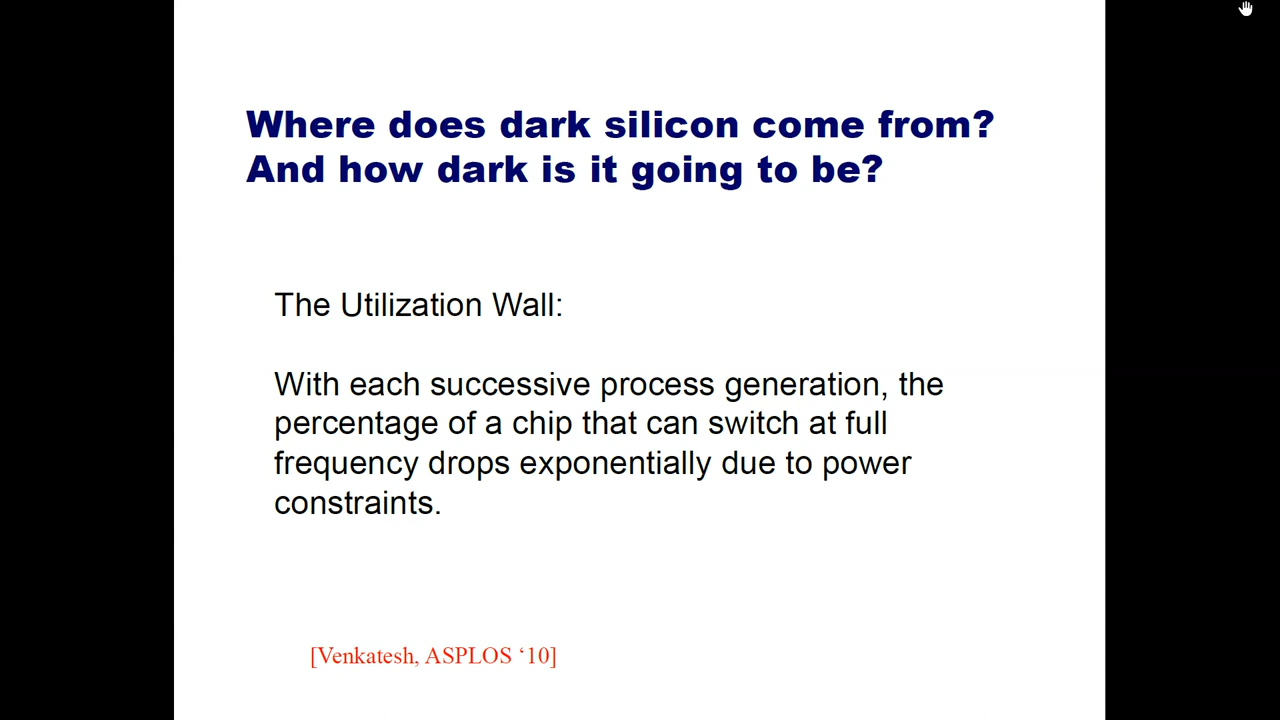 Where does dark silicon come from?
And how dark is it going to be?
The Utilization Wall:
With each successive process generation, the
percentage of a chip that can switch at full
frequency drops exponentially due to power
constraints.
[Venkatesh, ASPLOS ‘10]